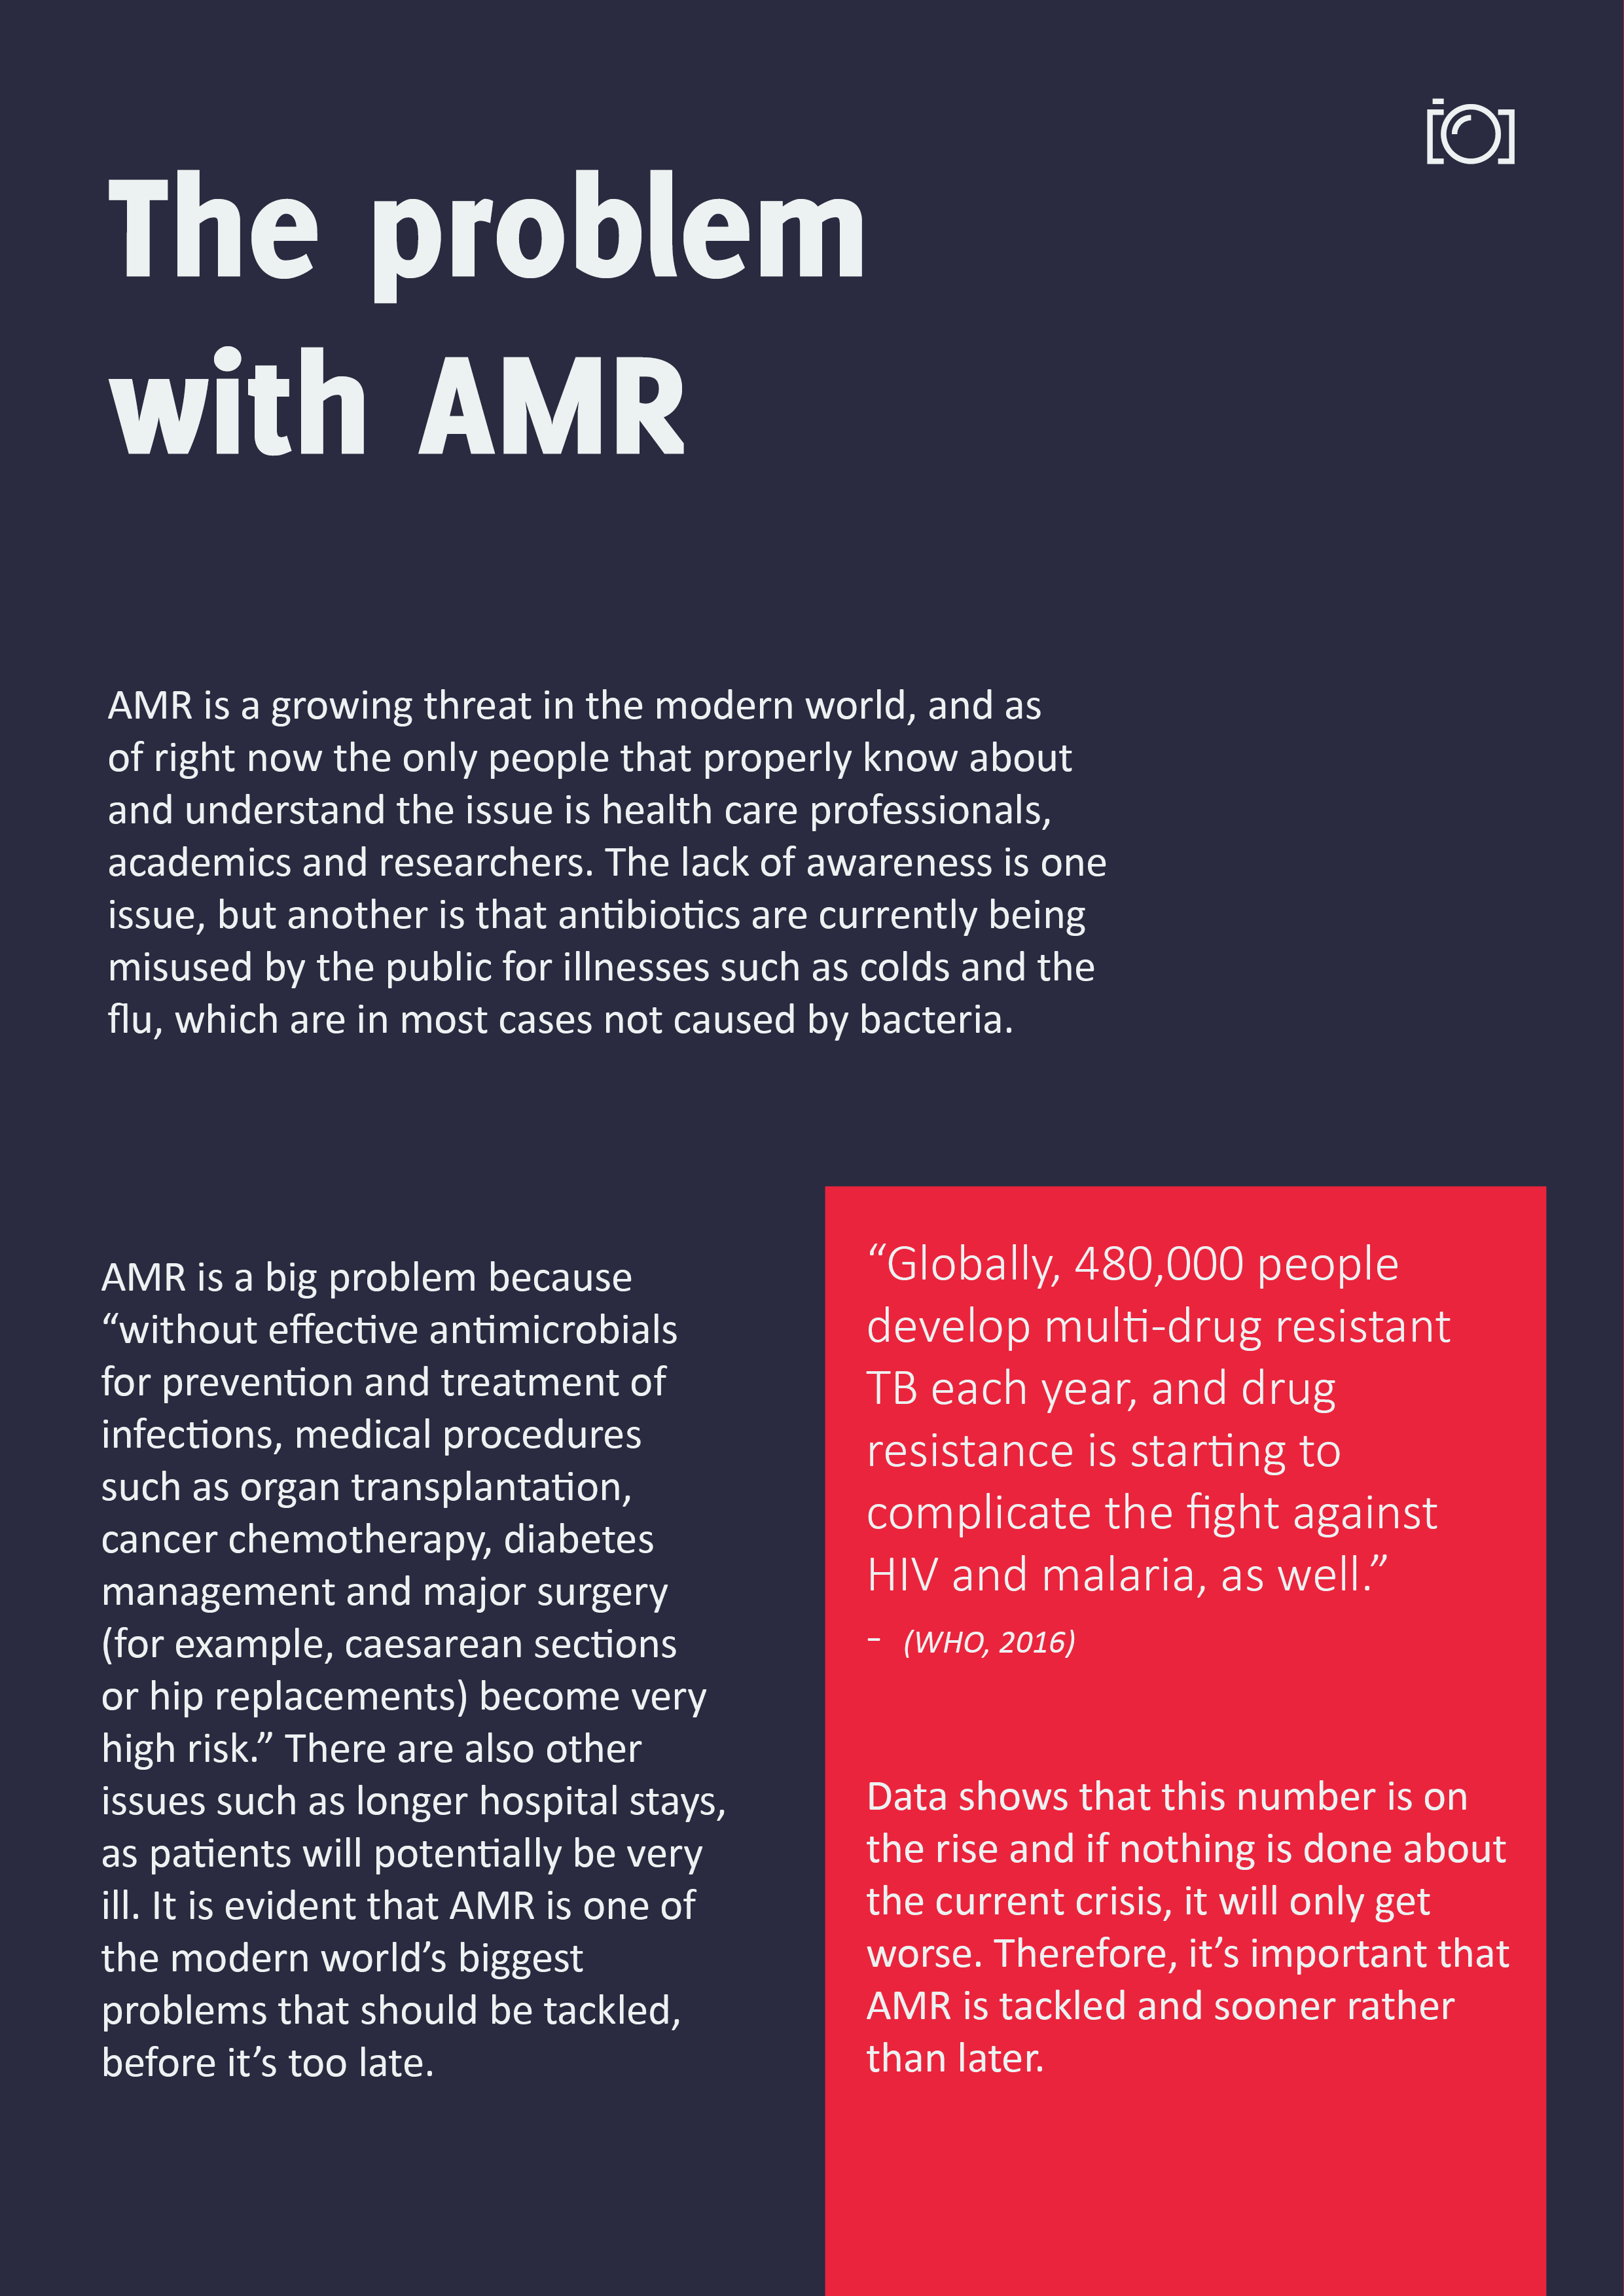 The problem
with AMR
AMR is a growing threat in the modern world, and as
of right now the only people that properly know about
and understand the issue is health care professionals,
academics and researchers. The lack of awareness is one
issue, but another is that antibiotics are currently being
misused by the public for illnesses such as colds and the
flu, which are in most cases not caused by bacteria.
AMR is a big problem because
“without effective antimicrobials
for prevention and treatment of
infections, medical procedures
such as organ transplantation,
cancer chemotherapy, diabetes
management and major surgery
(for example, caesarean sections
or hip replacements) become very
high risk.” There are also other
issues such as longer hospital stays,
as patients will potentially be very
ill. It is evident that AMR is one of
the modern world’s biggest
problems that should be tackled,
before it’s too late.
“Globally, 480,000 people
develop multi-drug resistant
TB each year, and drug
resistance is starting to
complicate the fight against
HIV and malaria, as well.”
- (WHO, 2016)
Data shows that this number is on
the rise and if nothing is done about
the current crisis, it will only get
worse. Therefore, it’s important that
AMR is tackled and sooner rather
than later.